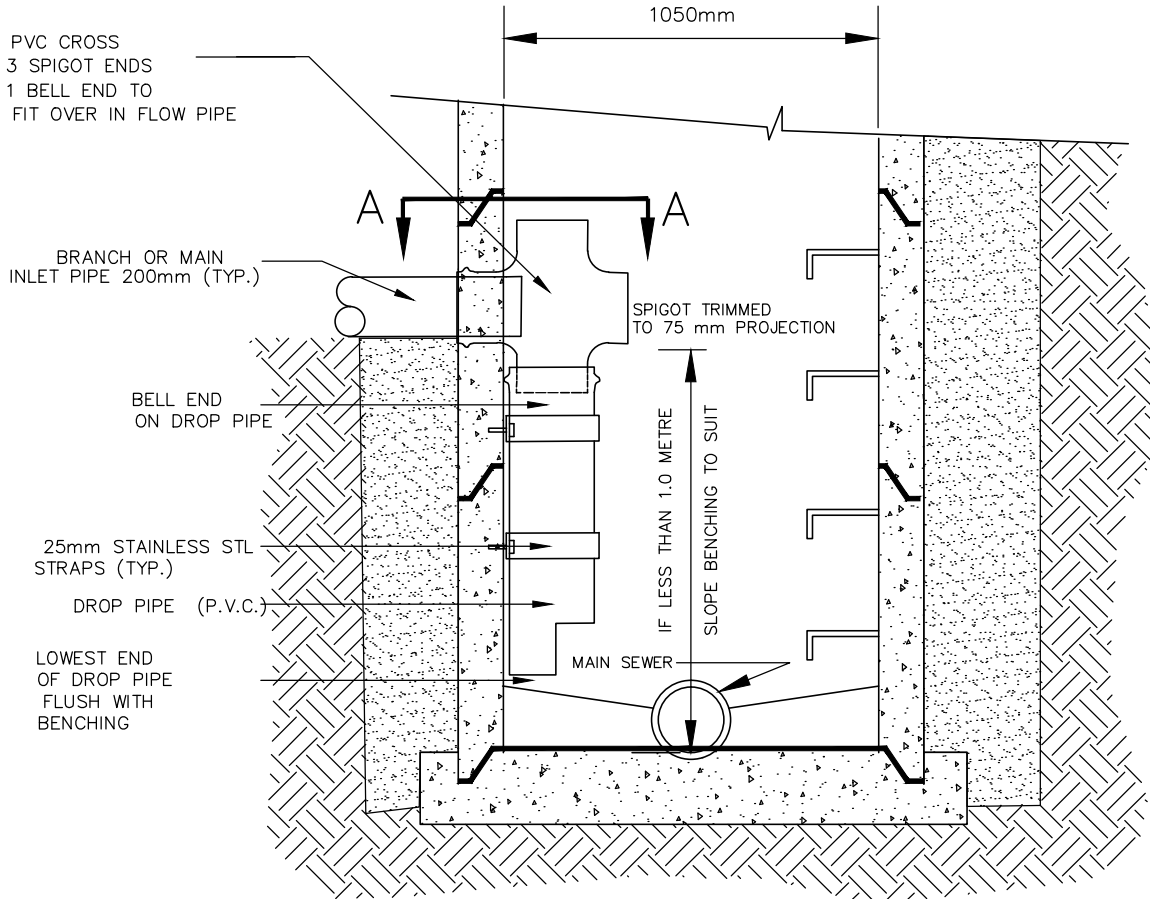 1050mm
PVC CROSS
3 SPIGOT ENDS
1 BELL END TO
FIT OVER IN FLOW PIPE
A
A
BRANCH OR MAIN
INLET PIPE 200mm (TYP.)
SPIGOT TRIMMED
TO 75 mm PROJECTION
BELL END
ON DROP PIPE
IF LESS THAN 1.0 METRE
SLOPE BENCHING TO SUIT
25mm STAINLESS STL
STRAPS (TYP.)
DROP PIPE (P.V.C.)
MAIN SEWER
LOWEST END
OF DROP PIPE
FLUSH WITH
BENCHING